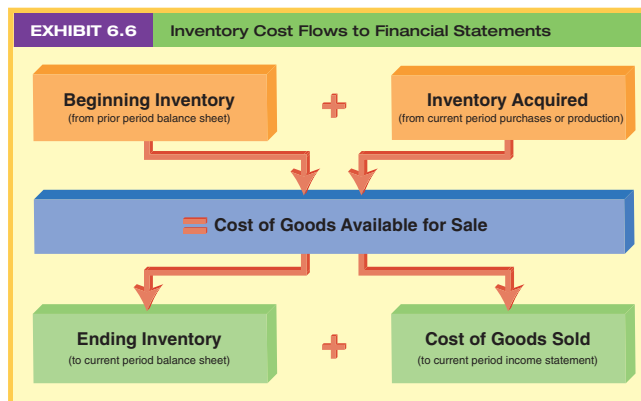 EXHIBIT 6.6 Inventory Cost Flows to Financial Statements
Beginning Inventory
(from prior period balance sheet)
+
Inventory Acquired
(from current period purchases or production)
= Cost of Goods Available for Sale
Ending Inventory
(to current period balance sheet)
+
Cost of Goods Sold
(to current period income statement)